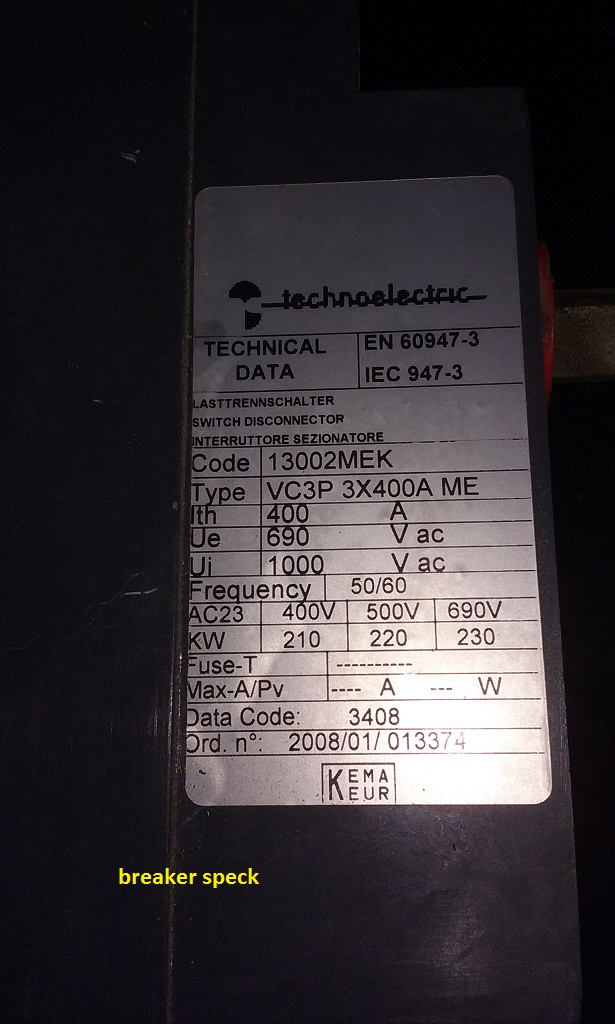 technoelectric
TECHNICAL DATA
EN 60947-3
IEC 947-3
LASTTRENNSCHALTER
SWITCH DISCONNECTOR
INTERRUTTORE SEZIONATORE
Code 13002MEK
Type VC3P 3X400A ME
Ith 400 A
Ue 690 V ac
Ui 1000 V ac
Frequency 50/60
AC23 400V 500V 690V
KW 210 220 230
Fuse-T ----------
Max-A/Pv ---- A --- W
Data Code: 3408
Ord. n°: 2008/01/ 013374
KEMA
EUR
breaker speck